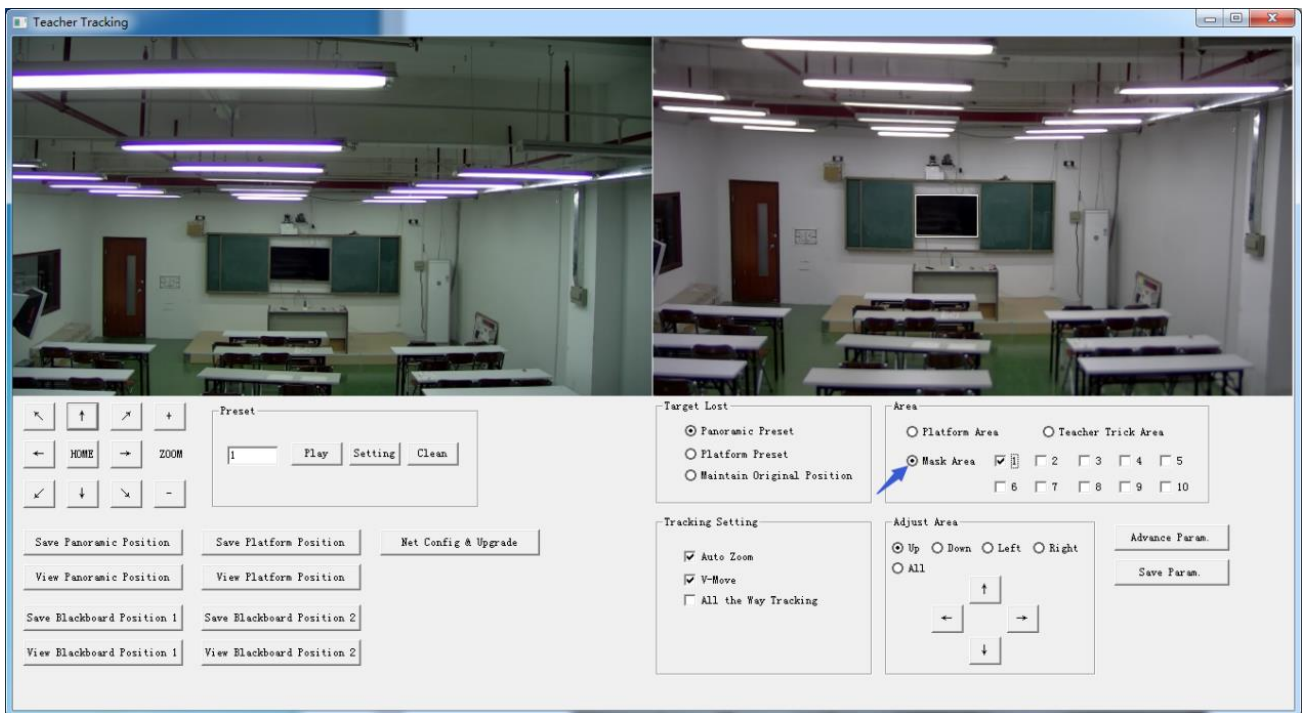 Teacher Tracking
+
HOME
ZOOM
-
Preset
1
Play
Setting
Clean
Save Panoramic Position
Save Platform Position
Net Config & Upgrade
View Panoramic Position
View Platform Position
Save Blackboard Position 1
Save Blackboard Position 2
View Blackboard Position 1
View Blackboard Position 2
Target Lost
Panoramic Preset
Platform Preset
Maintain Original Position
Area
Platform Area
Teacher Trick Area
Mask Area
1 2 3 4 5
6 7 8 9 10
Tracking Setting
Auto Zoom
V-Move
All the Way Tracking
Adjust Area
Up Down Left Right
All
Advance Param.
Save Param.